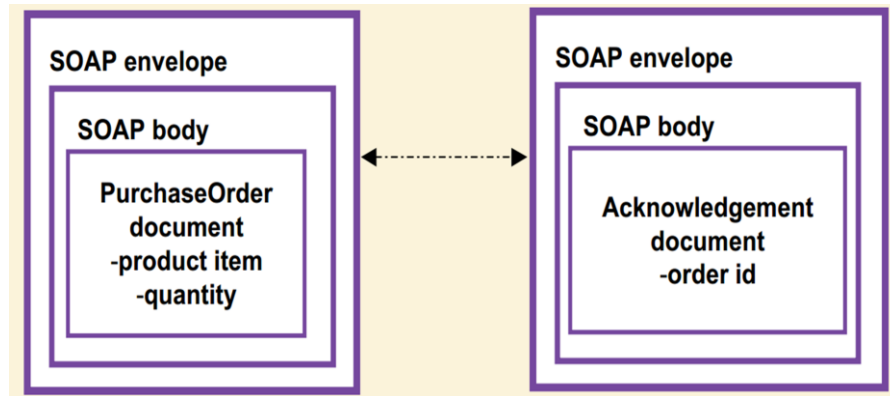 SOAP envelope
SOAP body
PurchaseOrder
document
-product item
-quantity
SOAP envelope
SOAP body
Acknowledgement
document
-order id